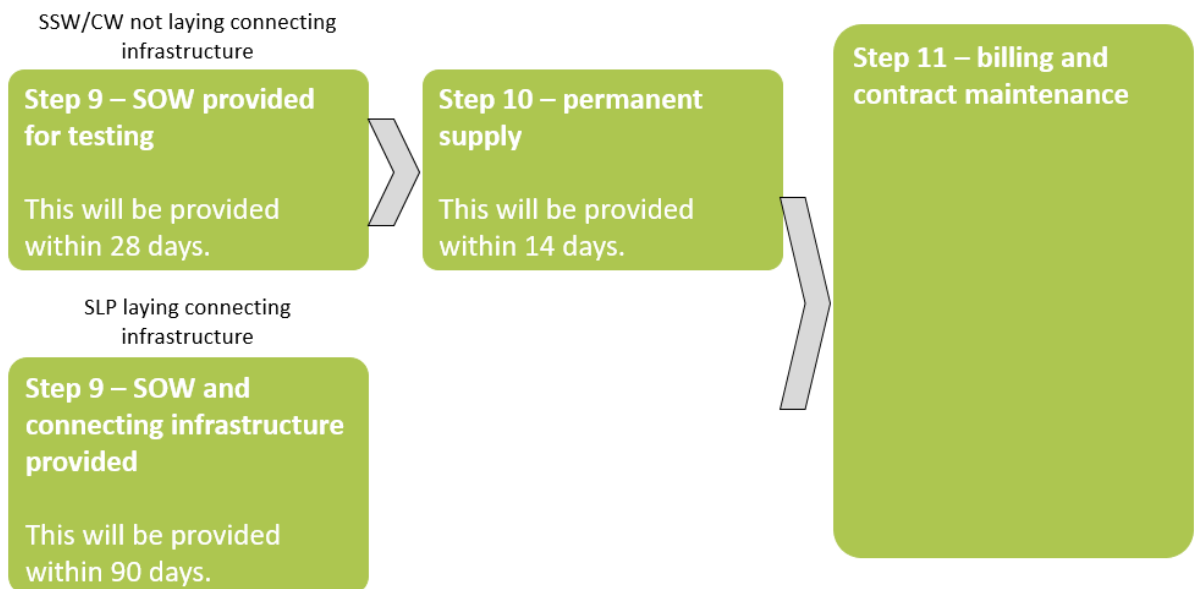 SSW/CW not laying connecting
infrastructure
Step 9 – SOW provided
for testing
This will be provided
within 28 days.
Step 10 – permanent
supply
This will be provided
within 14 days.
Step 11 – billing and
contract maintenance
SLP laying connecting
infrastructure
Step 9 – SOW and
connecting infrastructure
provided
This will be provided
within 90 days.